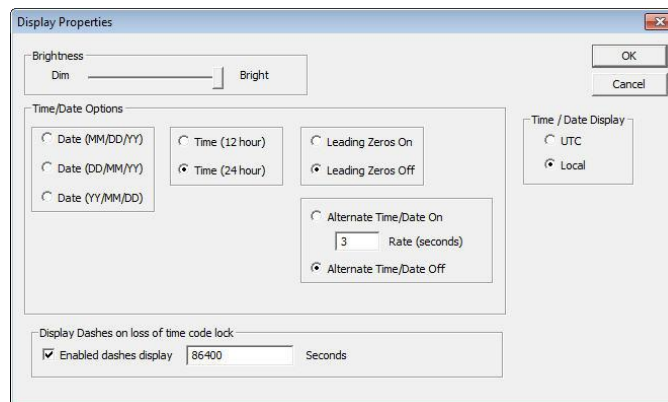 Display Properties
Brightness
Dim Bright
OK
Cancel
Time/Date Options
Date (MM/DD/YY)
Date (DD/MM/YY)
Date (YY/MM/DD)
Time (12 hour)
Time (24 hour)
Leading Zeros On
Leading Zeros Off
Alternate Time/Date On
3 Rate (seconds)
Alternate Time/Date Off
Time / Date Display
UTC
Local
Display Dashes on loss of time code lock
Enabled dashes display 86400 Seconds